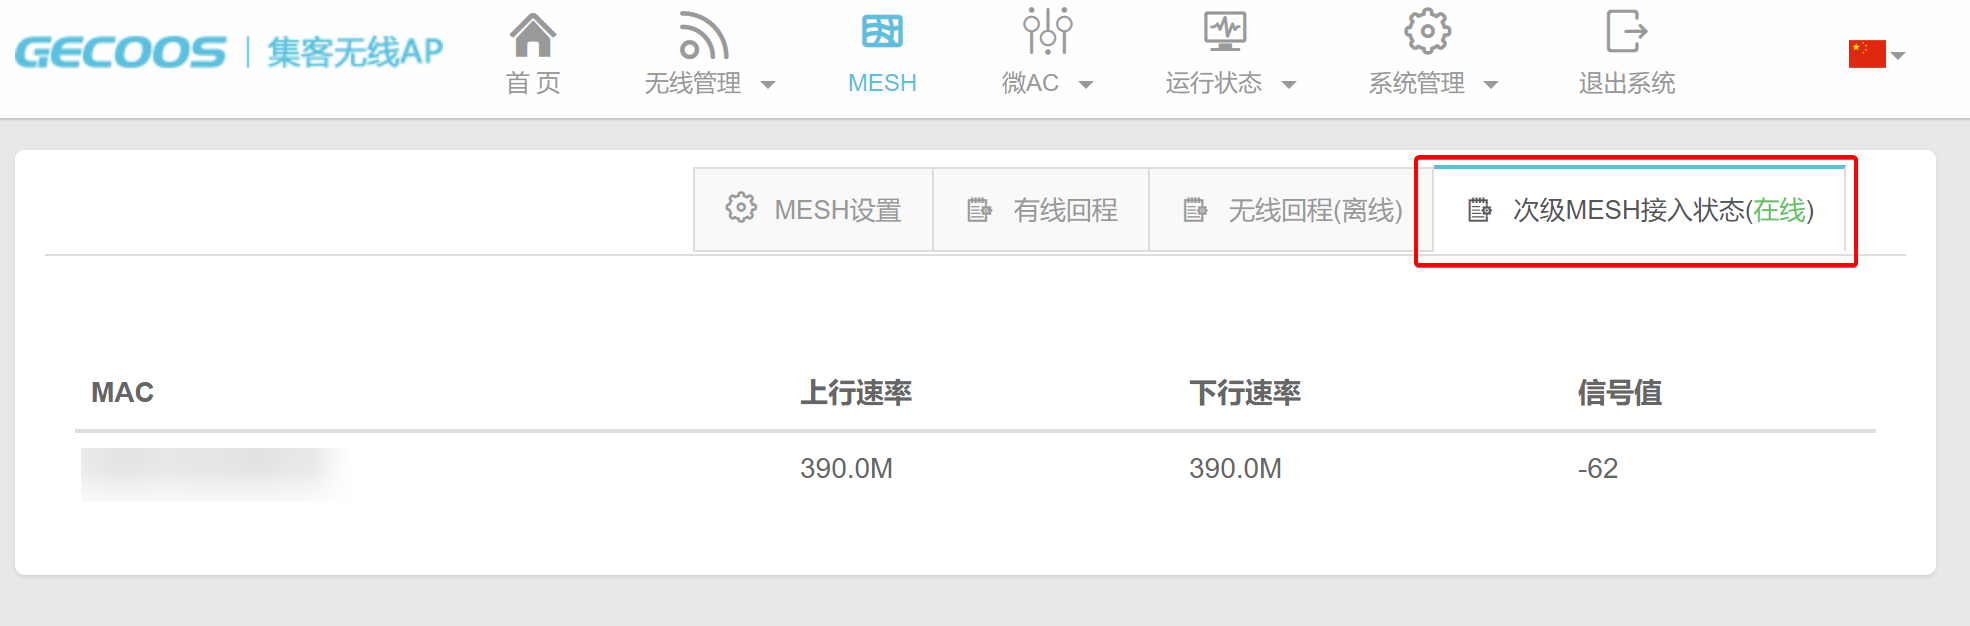 GECOOS | 集客无线AP
首 页
无线管理
MESH
微AC
运行状态
系统管理
退出系统
MESH设置
有线回程
无线回程(离线)
次级MESH接入状态(在线)
MAC 上行速率 下行速率 信号值
390.0M 390.0M -62